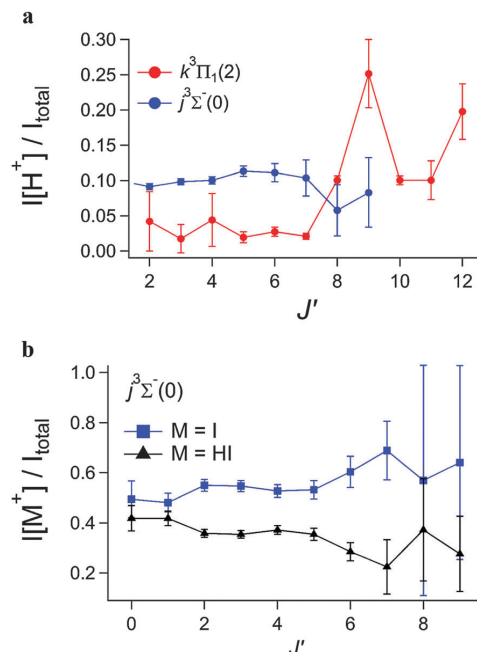 a
0.30
0.25
0.20
0.15
0.10
0.05
0.00
I[H⁺] / I_total
k³Π₁(2)
j³Σ⁻(0)
2 4 6 8 10 12
J′
b
1.0
0.8
0.6
0.4
0.2
I[M⁺] / I_total
j³Σ⁻(0)
M = I
M = HI
0 2 4 6 8
J′